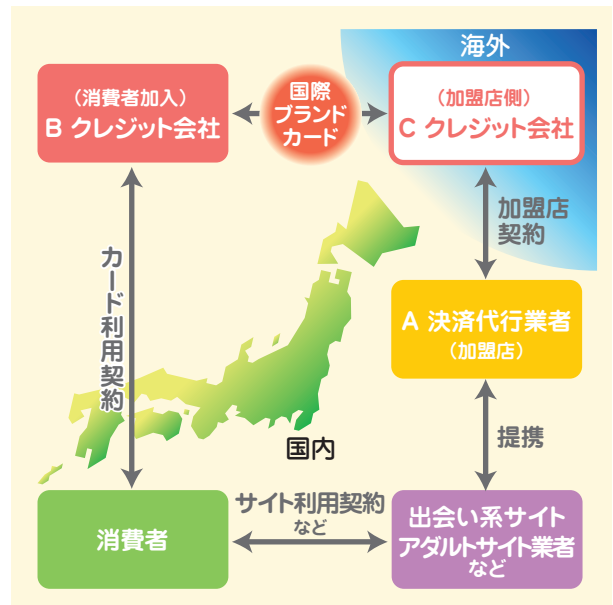 海外
(消費者加入)
B クレジット会社
国際
ブランド
カード
(加盟店側)
C クレジット会社
加盟店
契約
カード利用契約
A 決済代行業者
(加盟店)
提携
国内
消費者
サイト利用契約
など
出会い系サイト
アダルトサイト業者
など